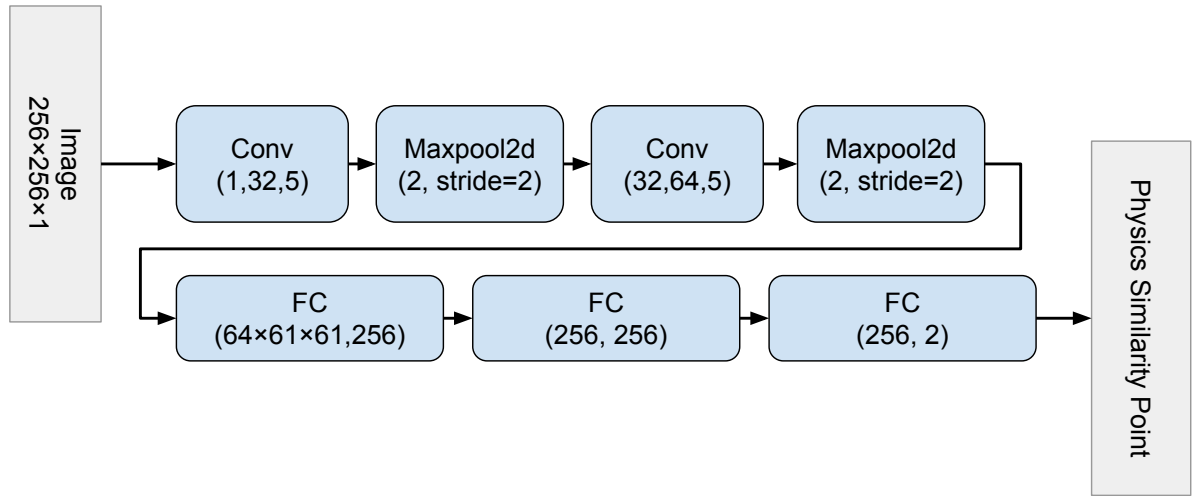 Image
256×256×1
Conv
(1,32,5)
Maxpool2d
(2, stride=2)
Conv
(32,64,5)
Maxpool2d
(2, stride=2)
FC
(64×61×61,256)
FC
(256, 256)
FC
(256, 2)
Physics Similarity Point